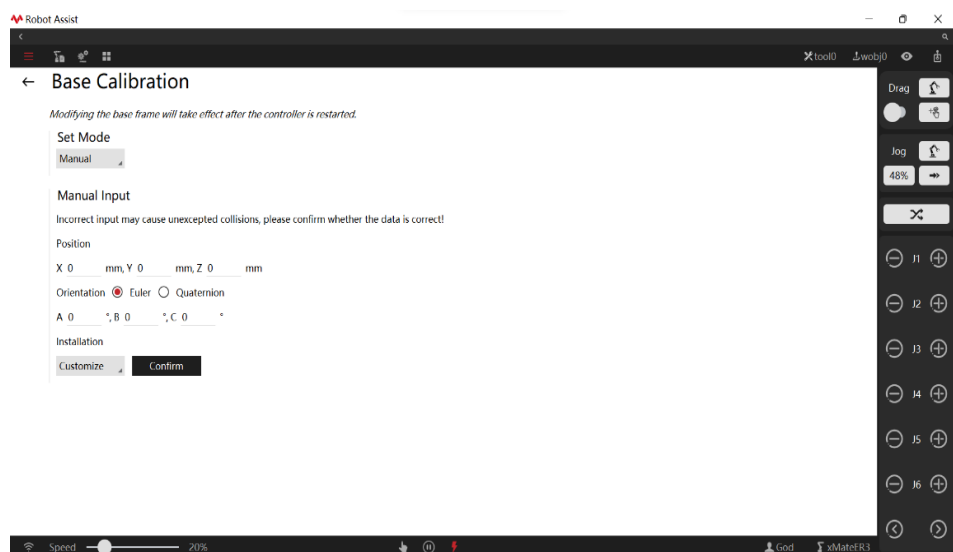 Robot Assist
tool0 wobj0
Base Calibration
Modifying the base frame will take effect after the controller is restarted.
Set Mode
Manual
Manual Input
Incorrect input may cause unexcepted collisions, please confirm whether the data is correct!
Position
X 0 mm, Y 0 mm, Z 0 mm
Orientation Euler Quaternion
A 0 °, B 0 °, C 0 °
Installation
Customize Confirm
Drag
Jog
48%
J1
J2
J3
J4
J5
J6
Speed 20% God xMateER3